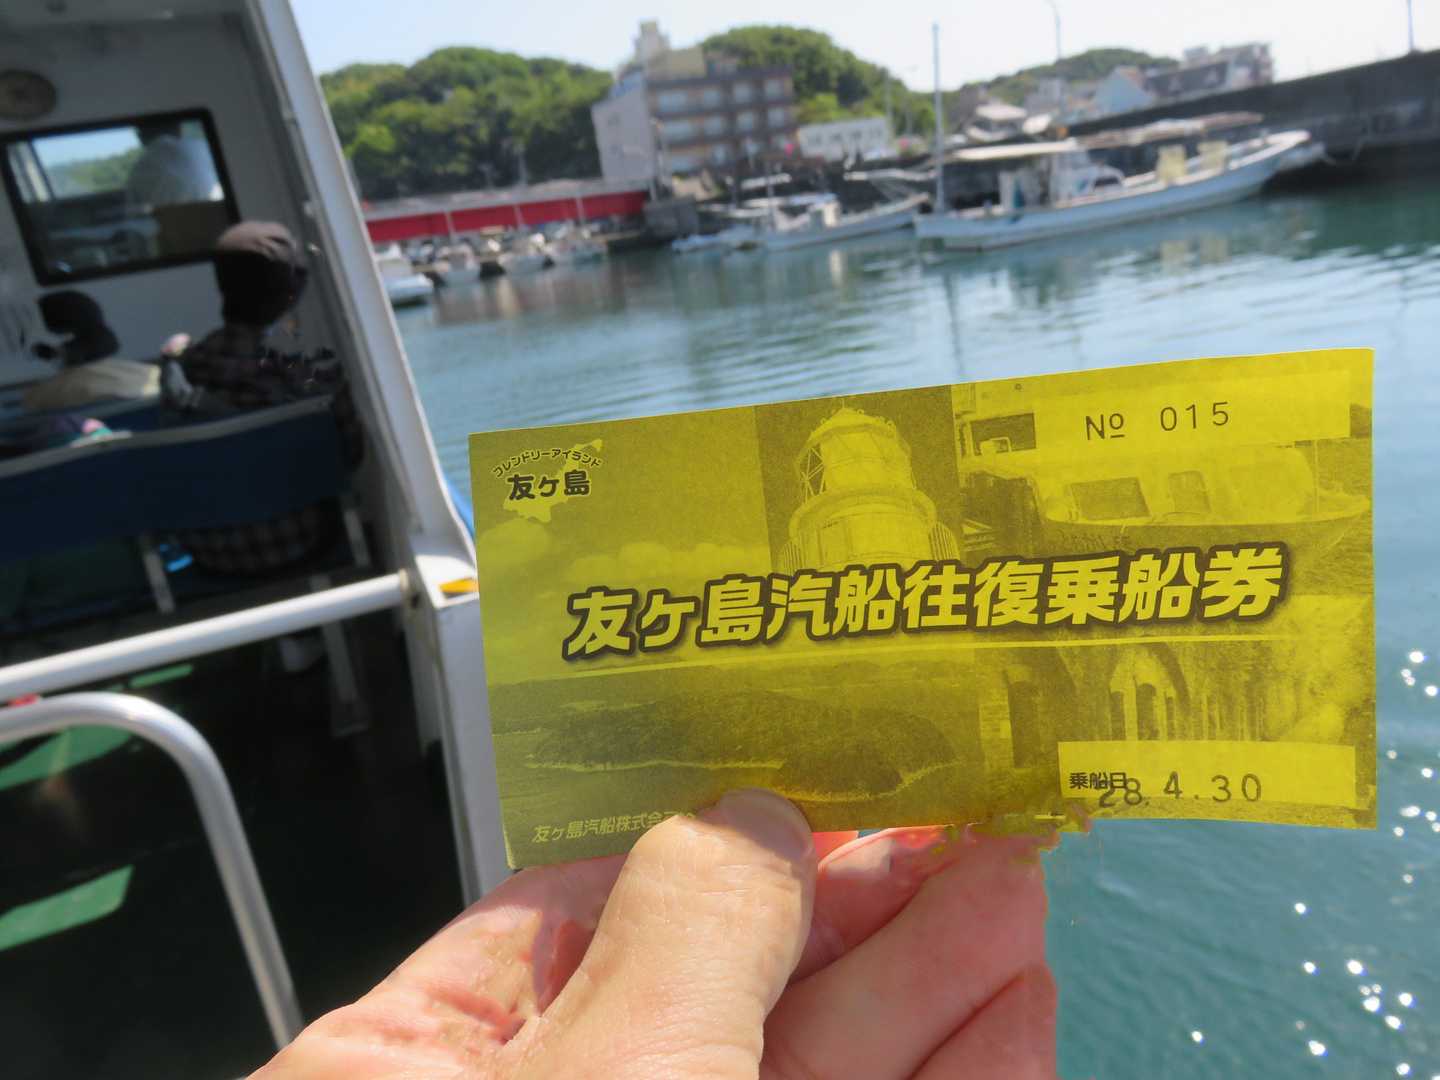 フレンドリーアイランド
友ヶ島
№ 015
友ヶ島汽船往復乗船券
乗船日 28.4.30
友ヶ島汽船株式会